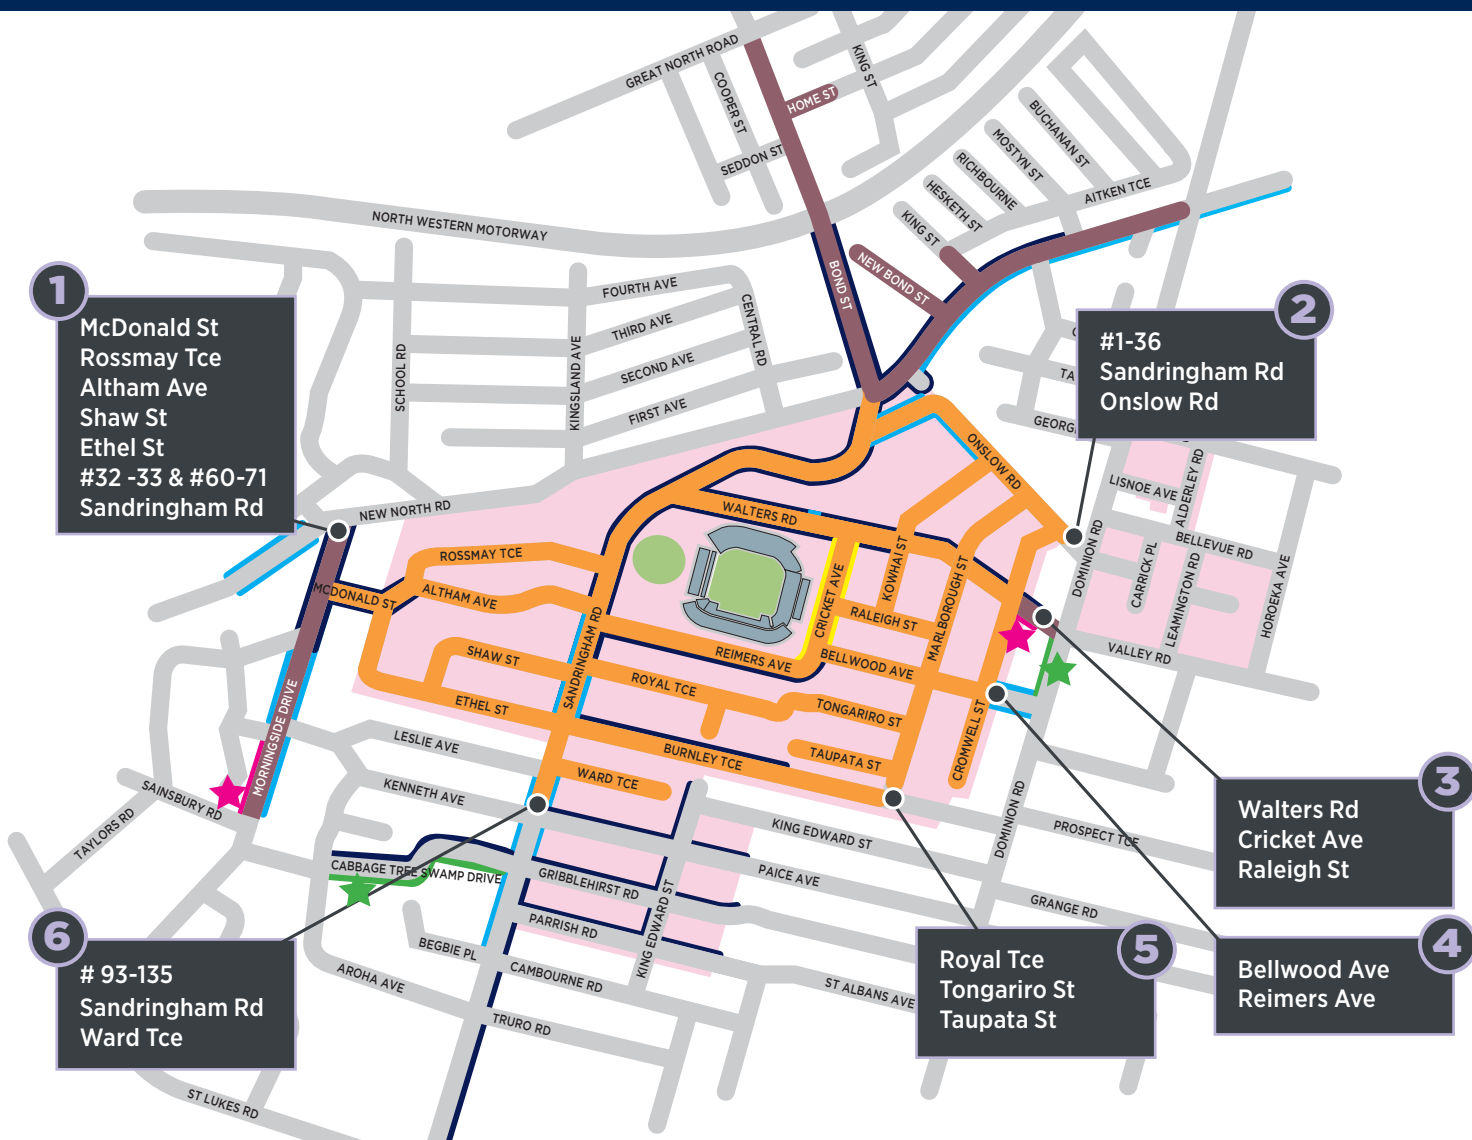 GREAT NORTH ROAD
COOPER ST
KING ST
HOME ST
SEDDON ST
BUCHANAN ST
MOSTYN ST
RICHBOURNE
HESKETH ST
KING ST
AITKEN TCE
NORTH WESTERN MOTORWAY
NEW BOND ST
BOND ST
FOURTH AVE
THIRD AVE
SECOND AVE
FIRST AVE
CENTRAL RD
SCHOOL RD
KINGSLAND AVE
1
McDonald St
Rossmay Tce
Altham Ave
Shaw St
Ethel St
#32 -33 & #60-71
Sandringham Rd
2
#1-36
Sandringham Rd
Onslow Rd
NEW NORTH RD
ONSLOW RD
WALTERS RD
LISNOE AVE
ALDERLEY RD
BELLEVUE RD
DOMINION RD
CARRICK PL
LEAMINGTON RD
HOROEKA AVE
VALLEY RD
ROSSMAY TCE
MCDONALD ST
ALTHAM AVE
SANDRINGHAM RD
CRICKET AVE
KOWHAI ST
MARLBOROUGH ST
RALEIGH ST
REIMERS AVE
BELLWOOD AVE
SHAW ST
ROYAL TCE
TONGARIRO ST
ETHEL ST
BURNLEY TCE
TAUPATA ST
CROMWELL ST
WARD TCE
MORNINGSIDE DRIVE
LESLIE AVE
KENNETH AVE
SAINSBURY RD
TAYLORS RD
CABBAGE TREE SWAMP DRIVE
GRIBBLEHIRST RD
PARRISH RD
KING EDWARD ST
KING EDWARD ST
PAICE AVE
DOMINION RD
PROSPECT TCE
GRANGE RD
BEGBIE PL
CAMBOURNE RD
AROHA AVE
TRURO RD
ST ALBANS AVE
ST LUKES RD
3
Walters Rd
Cricket Ave
Raleigh St
4
Bellwood Ave
Reimers Ave
5
Royal Tce
Tongariro St
Taupata St
6
# 93-135
Sandringham Rd
Ward Tce